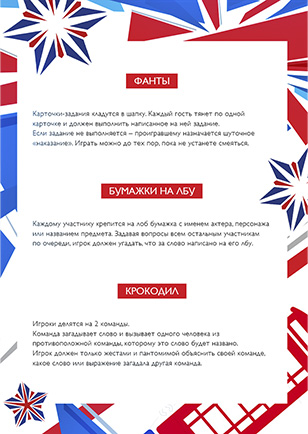 ФАНТЫ
Карточки-задания кладутся в шапку. Каждый гость тянет по одной
карточке и должен выполнить написанное на ней задание.
Если задание не выполняется – проигравшему назначается шуточное
«наказание». Играть можно до тех пор, пока не устанете смеяться.
БУМАЖКИ НА ЛБУ
Каждому участнику крепится на лоб бумажка с именем актера, персонажа
или названием предмета. Задавая вопросы всем остальным участникам
по очереди, игрок должен угадать, что за слово написано на его лбу.
КРОКОДИЛ
Игроки делятся на 2 команды.
Команда загадывает слово и вызывает одного человека из
противоположной команды, которому это слово будет названо.
Игрок должен только жестами и пантомимой объяснить своей команде,
какое слово или выражение загадала другая команда.